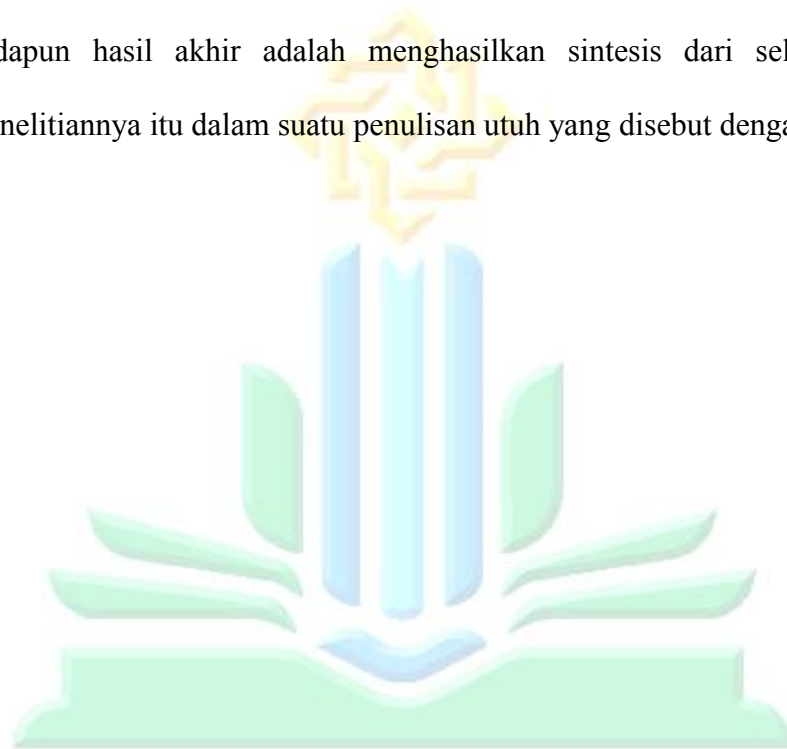 dapun hasil akhir adalah menghasilkan sintesis dari sel
nelitiannya itu dalam suatu penulisan utuh yang disebut denga